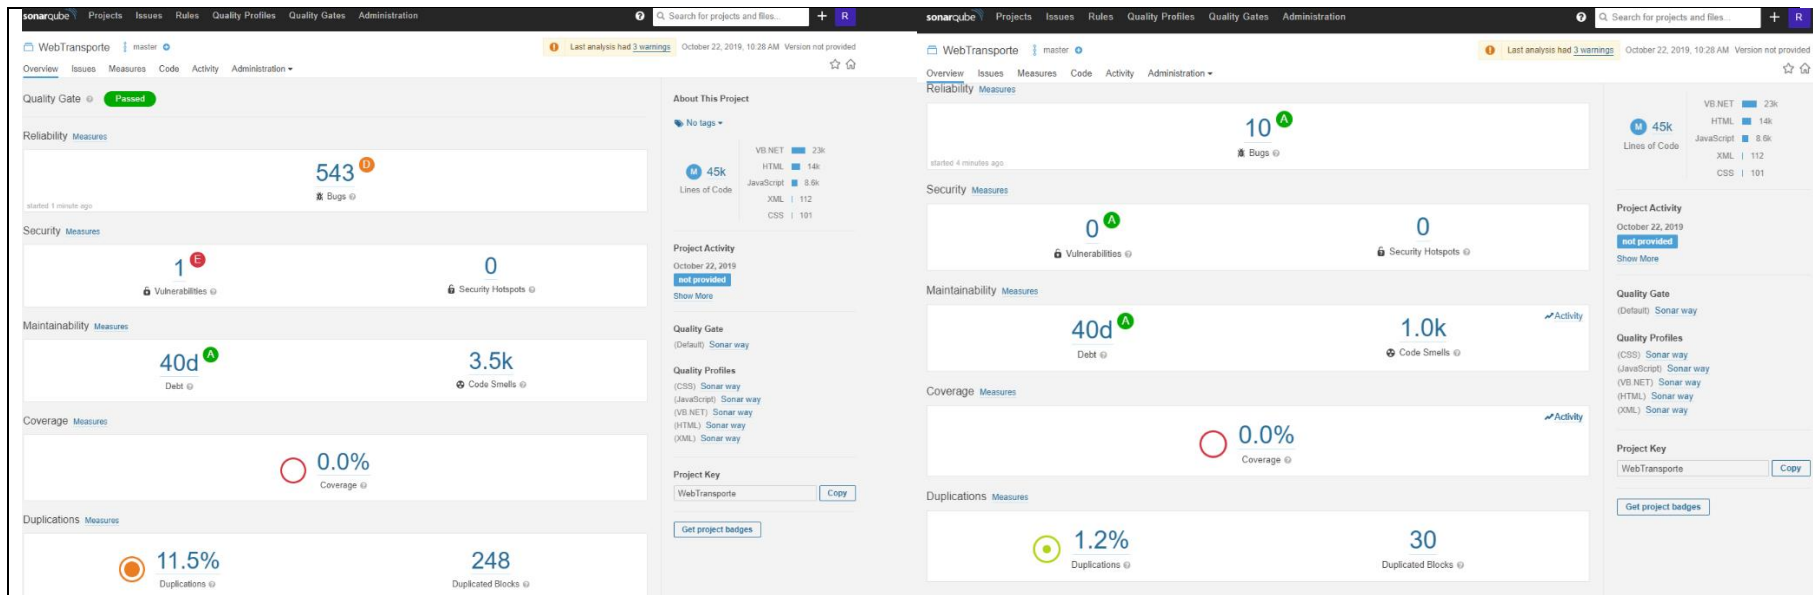 sonarqube Projects Issues Rules Quality Profiles Quality Gates Administration Search for projects and files... + R
WebTransporte master Last analysis had 3 warnings October 22, 2019, 10:28 AM Version not provided
Overview Issues Measures Code Activity Administration
Quality Gate Passed
Reliability Measures
543 D
Bugs
started 1 minute ago
Security Measures
1 E
Vulnerabilities
0
Security Hotspots
Maintainability Measures
40d A
Debt
3.5k
Code Smells
Coverage Measures
0.0%
Coverage
Duplications Measures
11.5%
Duplications
248
Duplicated Blocks
About This Project
No tags
M 45k
Lines of Code
VB.NET 23k
HTML 14k
JavaScript 8.6k
XML 112
CSS 101
Project Activity
October 22, 2019
not provided
Show More
Quality Gate
(Default) Sonar way
Quality Profiles
(CSS) Sonar way
(JavaScript) Sonar way
(VB.NET) Sonar way
(HTML) Sonar way
(XML) Sonar way
Project Key
WebTransporte Copy
Get project badges
sonarqube Projects Issues Rules Quality Profiles Quality Gates Administration Search for projects and files... + R
WebTransporte master Last analysis had 3 warnings October 22, 2019, 10:28 AM Version not provided
Overview Issues Measures Code Activity Administration
Reliability Measures
10 A
Bugs
started 4 minutes ago
Security Measures
0 A
Vulnerabilities
0
Security Hotspots
Maintainability Measures
Activity
40d A
Debt
1.0k
Code Smells
Coverage Measures
Activity
0.0%
Coverage
Duplications Measures
1.2%
Duplications
30
Duplicated Blocks
M 45k
Lines of Code
VB.NET 23k
HTML 14k
JavaScript 8.6k
XML 112
CSS 101
Project Activity
October 22, 2019
not provided
Show More
Quality Gate
(Default) Sonar way
Quality Profiles
(CSS) Sonar way
(JavaScript) Sonar way
(VB.NET) Sonar way
(HTML) Sonar way
(XML) Sonar way
Project Key
WebTransporte Copy
Get project badges